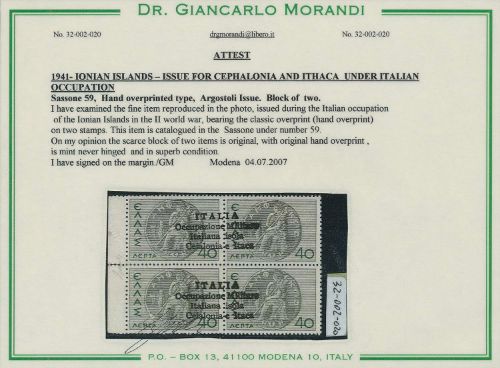 DR. GIANCARLO MORANDI
No. 32-002-020 drgmorandi@libero.it No. 32-002-020
ATTEST
1941- IONIAN ISLANDS – ISSUE FOR CEPHALONIA AND ITHACA UNDER ITALIAN
OCCUPATION
Sassone 59, Hand overprinted type, Argostoli Issue. Block of two.
I have examined the fine item reproduced in the photo, issued during the Italian occupation
of the Ionian Islands in the II world war, bearing the classic overprint (hand overprint)
on two stamps. This item is catalogued in the Sassone under number 59.
On my opinion the scarce block of two items is original, with original hand overprint ,
is mint never hinged and in superb condition.
I have signed on the margin /GM Modena 04.07.2007
ΕΛΛΑΣ
ITALIA
Occupazione Militare
Italiana isole
Cefalonia e Itaca
ΛΕΠΤΑ 40 ΛΕΠΤΑ 40
ΕΛΛΑΣ
ITALIA
Occupazione Militare
Italiana isole
Cefalonia e Itaca
ΛΕΠΤΑ 40 ΛΕΠΤΑ 40
32-002-020
P.O. – BOX 13, 41100 MODENA 10, ITALY